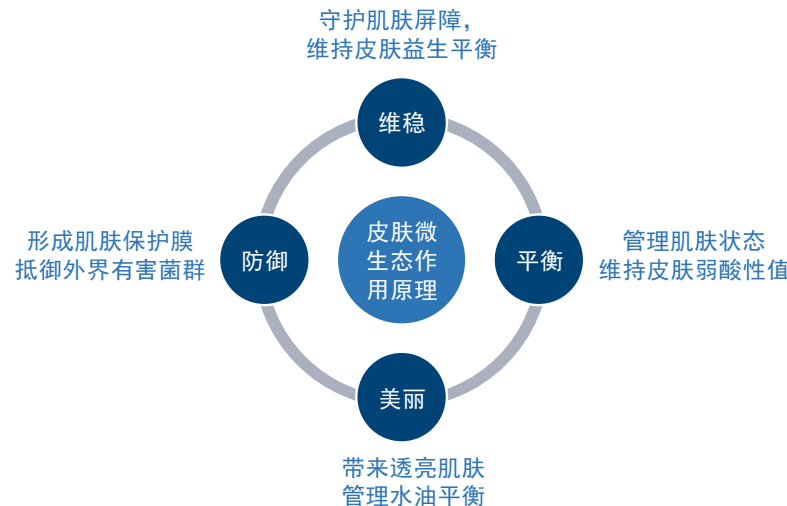 守护肌肤屏障，
维持皮肤益生平衡
维稳
形成肌肤保护膜
抵御外界有害菌群
防御
皮肤微
生态作
用原理
平衡
管理肌肤状态
维持皮肤弱酸性值
美丽
带来透亮肌肤
管理水油平衡